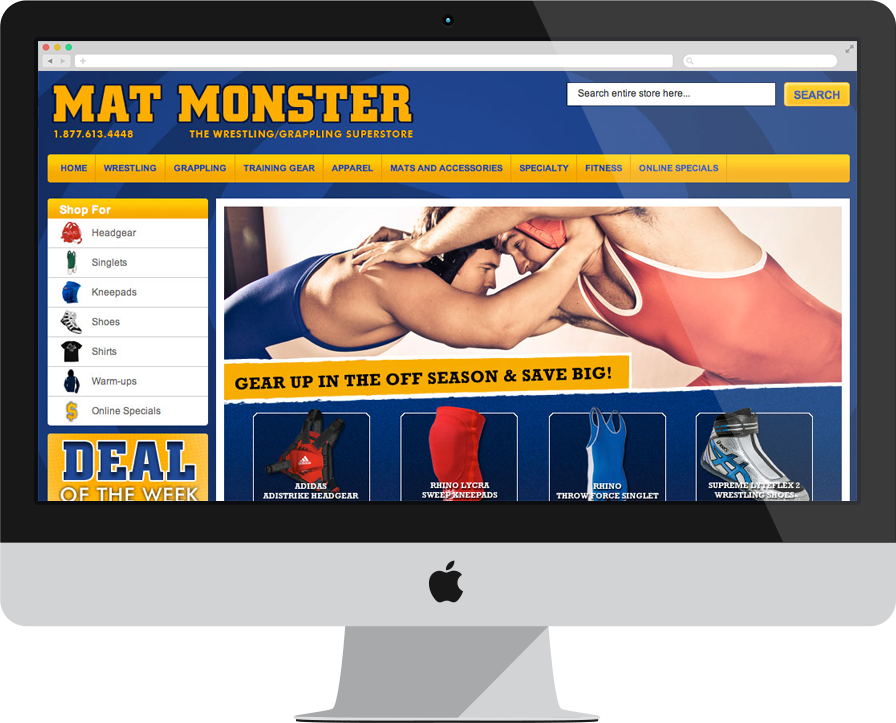 MAT MONSTER
1.877.613.4448 THE WRESTLING/GRAPPLING SUPERSTORE
Search entire store here... SEARCH
HOME WRESTLING GRAPPLING TRAINING GEAR APPAREL MATS AND ACCESSORIES SPECIALTY FITNESS ONLINE SPECIALS
Shop For
Headgear
Singlets
Kneepads
Shoes
Shirts
Warm-ups
Online Specials
DEAL
OF THE WEEK
GEAR UP IN THE OFF SEASON & SAVE BIG!
adidas
ADIDAS
ADISTRIKE HEADGEAR
RHINO LYCRA
SWEP KNEEPADS
RHINO
THROW FORCE SINGLET
asics
SUPREME LYTEFLEX 2
WRESTLING SHOES